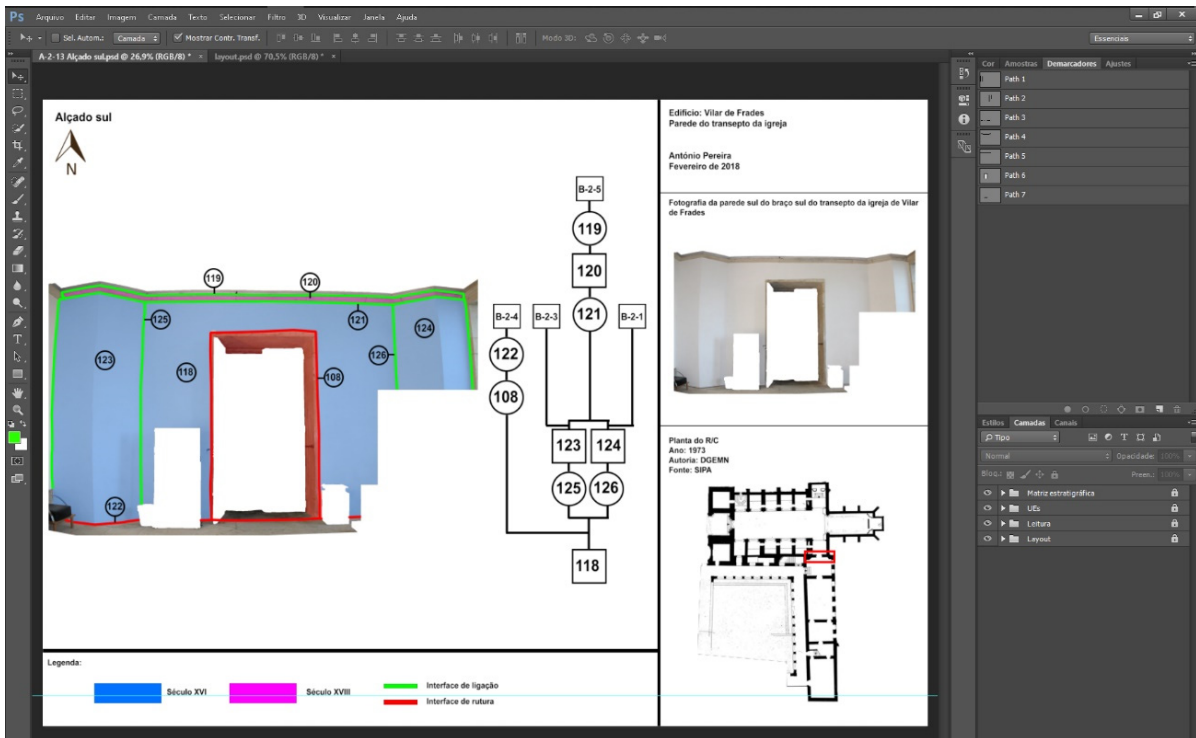 Ps Arquivo Editar Imagem Camada Texto Selecionar Filtro 3D Visualizar Janela Ajuda
Sel. Autom.: Camada Mostrar Contr. Transf. Modo 3D: Essenciais
A-2-13 Alçado sul.psd @ 26,9% (RGB/8) * × layout.psd @ 70,5% (RGB/8) * ×
Alçado sul
N
119
120
125
121
124
126
123
118
108
122
B-2-5
119
120
B-2-4
B-2-3
121
B-2-1
122
108
123
124
125
126
118
Edifício: Vilar de Frades
Parede do transepto da igreja
António Pereira
Fevereiro de 2018
Fotografia da parede sul do braço sul do transepto da igreja de Vilar
de Frades
Planta do R/C
Ano: 1973
Autoria: DGEMN
Fonte: SIPA
Legenda:
Século XVI
Século XVIII
Interface de ligação
Interface de rutura
Cor Amostras Demarcadores Ajustes
Path 1
Path 2
Path 3
Path 4
Path 5
Path 6
Path 7
Estilos Camadas Canais
Tipo
Normal Opacidade: 100%
Bloq.: Preen.: 100%
Matriz estratigráfica
UEs
Leitura
Layout